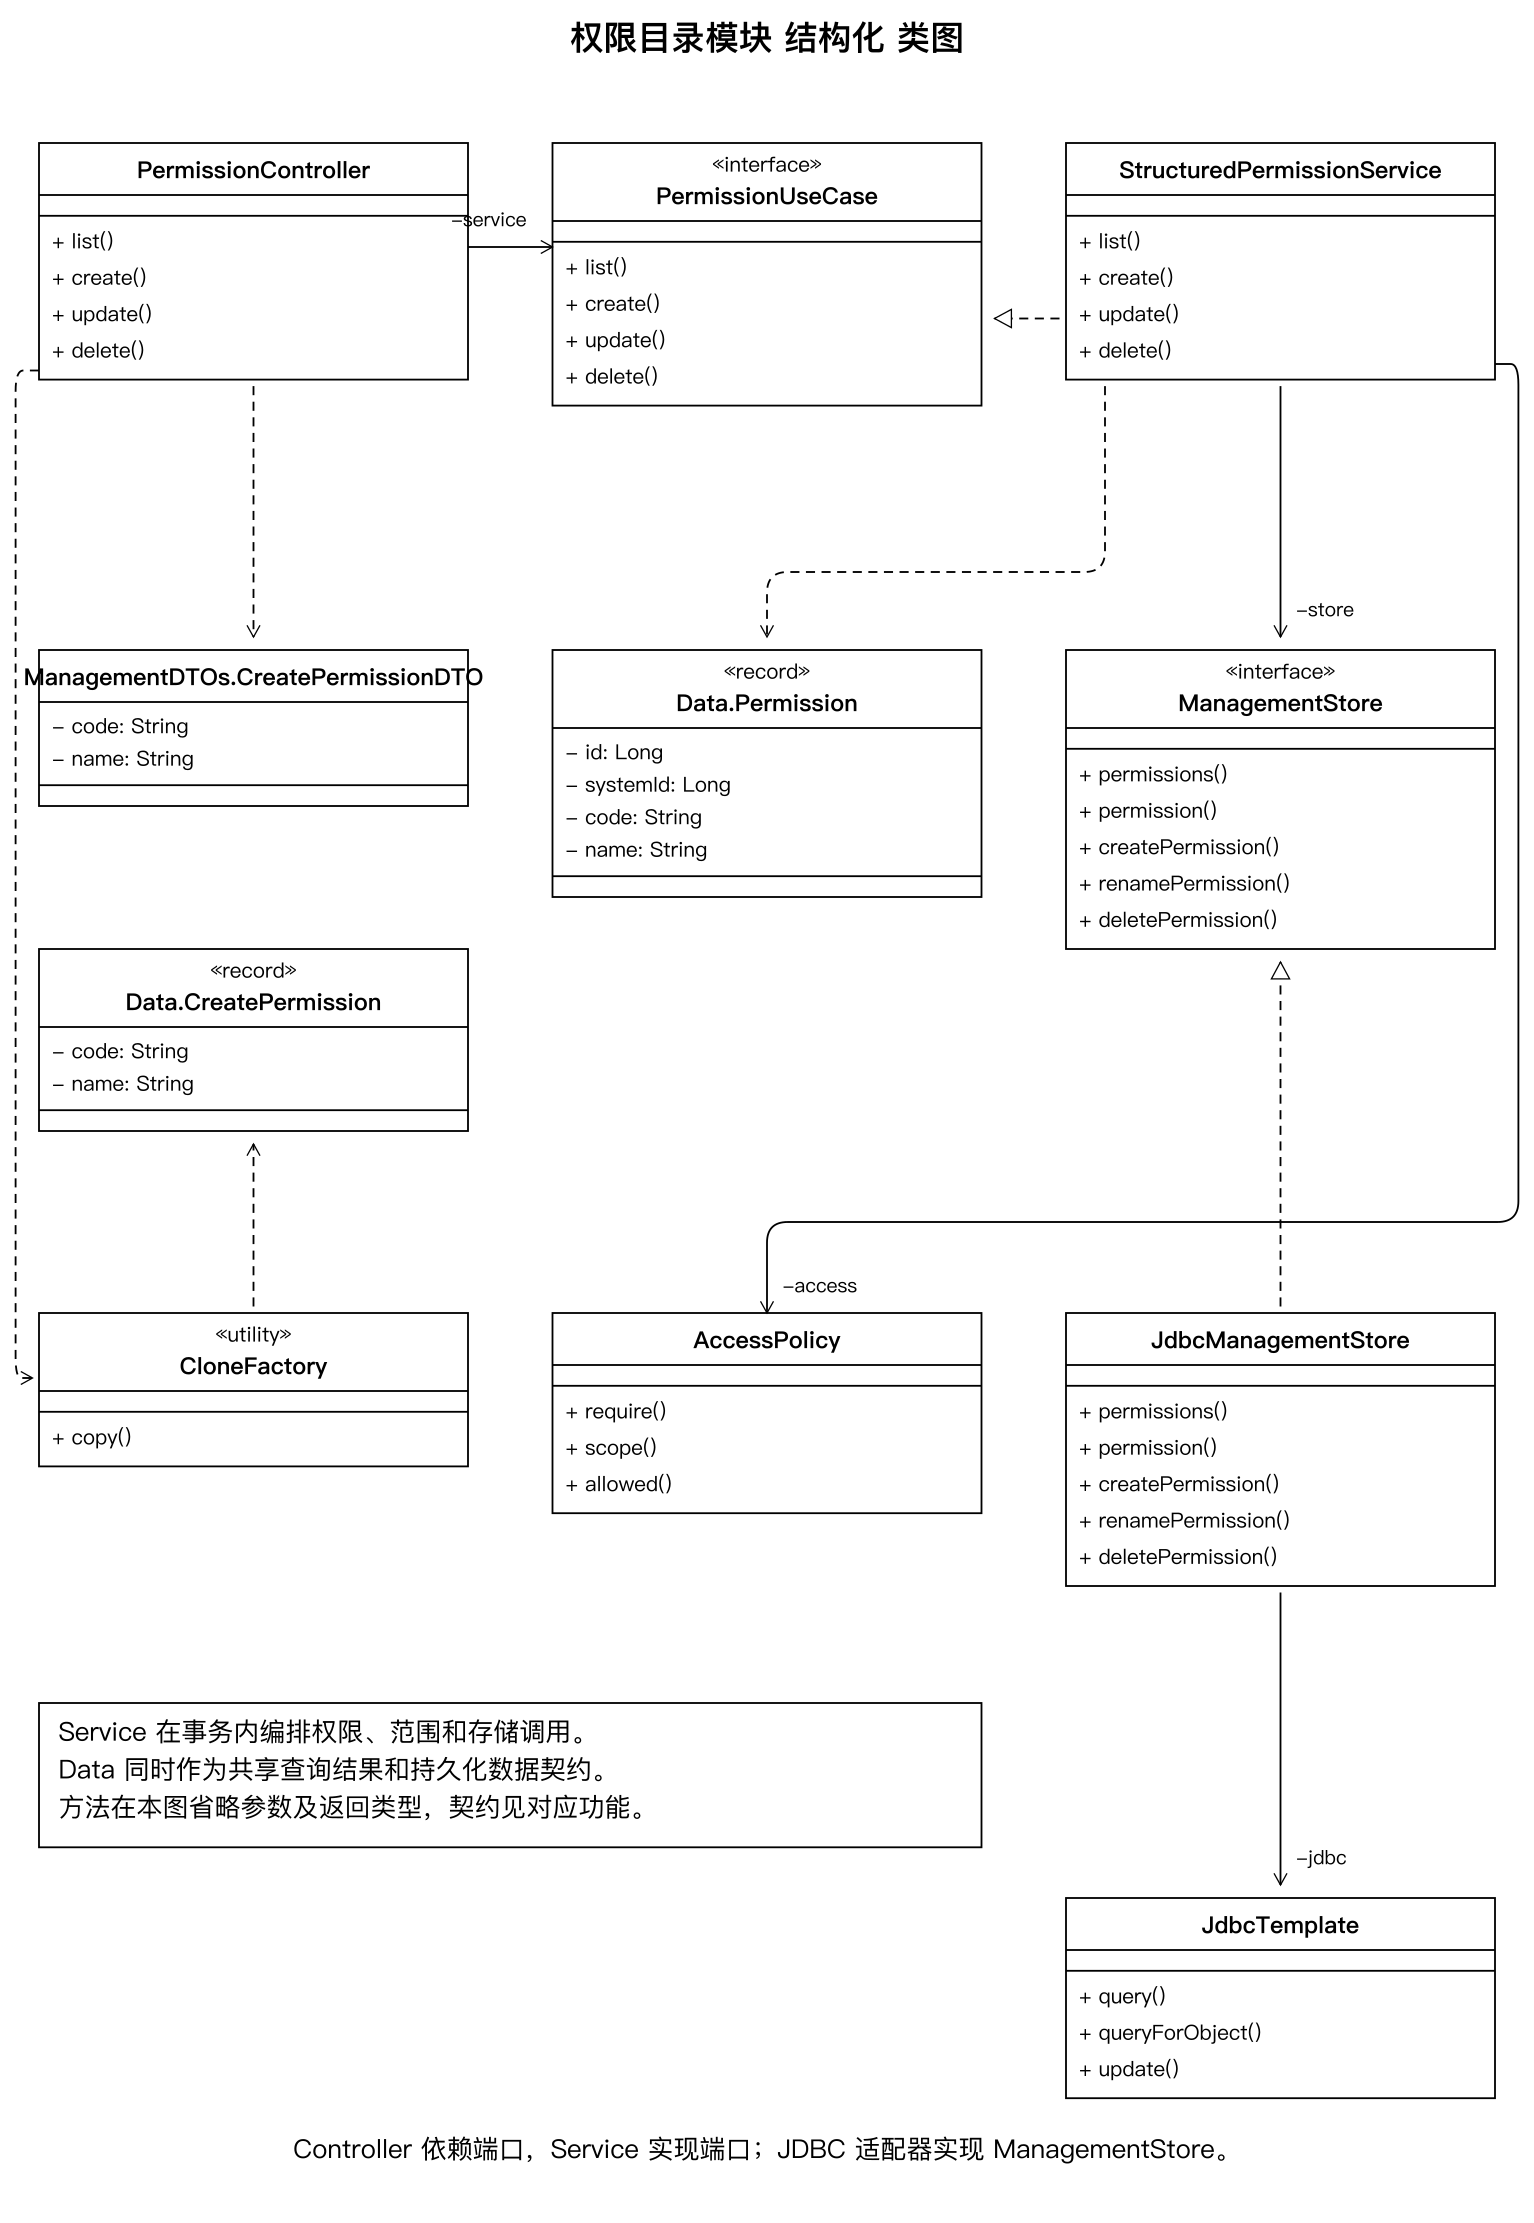 权限目录模块 结构化 类图
PermissionController
+ list()
+ create()
+ update()
+ delete()
–service
«interface»
PermissionUseCase
+ list()
+ create()
+ update()
+ delete()
StructuredPermissionService
+ list()
+ create()
+ update()
+ delete()
–store
ManagementDTOs.CreatePermissionDTO
– code: String
– name: String
«record»
Data.Permission
– id: Long
– systemId: Long
– code: String
– name: String
«interface»
ManagementStore
+ permissions()
+ permission()
+ createPermission()
+ renamePermission()
+ deletePermission()
«record»
Data.CreatePermission
– code: String
– name: String
–access
«utility»
CloneFactory
+ copy()
AccessPolicy
+ require()
+ scope()
+ allowed()
JdbcManagementStore
+ permissions()
+ permission()
+ createPermission()
+ renamePermission()
+ deletePermission()
Service 在事务内编排权限、范围和存储调用。
Data 同时作为共享查询结果和持久化数据契约。
方法在本图省略参数及返回类型，契约见对应功能。
–jdbc
JdbcTemplate
+ query()
+ queryForObject()
+ update()
Controller 依赖端口，Service 实现端口；JDBC 适配器实现 ManagementStore。